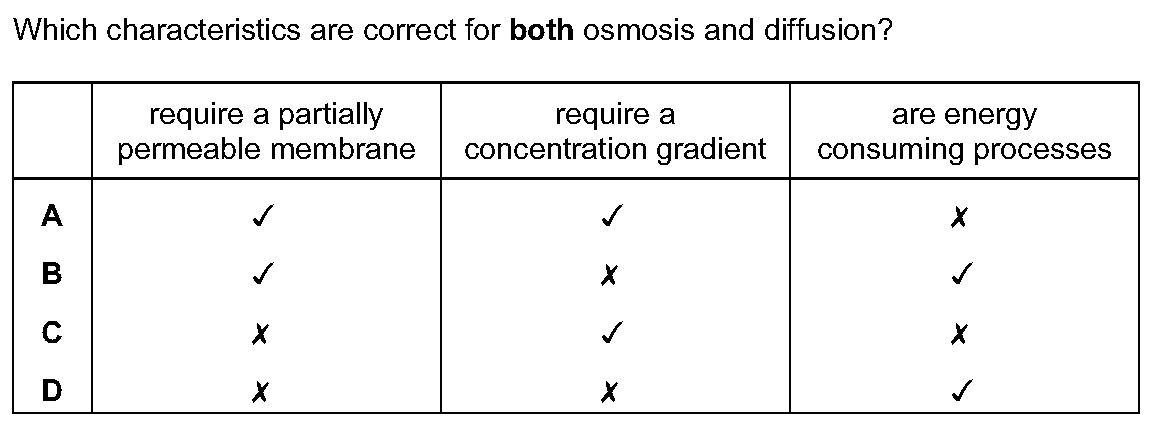 Which characteristics are correct for both osmosis and diffusion?
require a partially permeable membrane require a concentration gradient are energy consuming processes
A ✓ ✓ ✗
B ✓ ✗ ✓
C ✗ ✓ ✗
D ✗ ✗ ✓